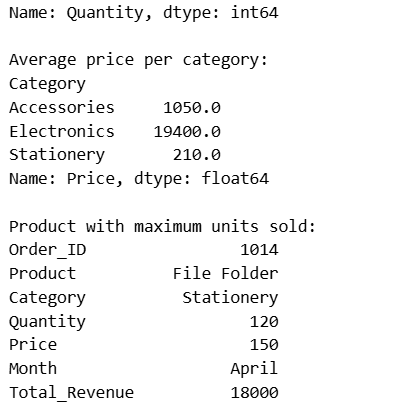 Name: Quantity, dtype: int64
Average price per category:
Category
Accessories     1050.0
Electronics    19400.0
Stationery       210.0
Name: Price, dtype: float64
Product with maximum units sold:
Order_ID                1014
Product          File Folder
Category          Stationery
Quantity                 120
Price                    150
Month                  April
Total_Revenue          18000